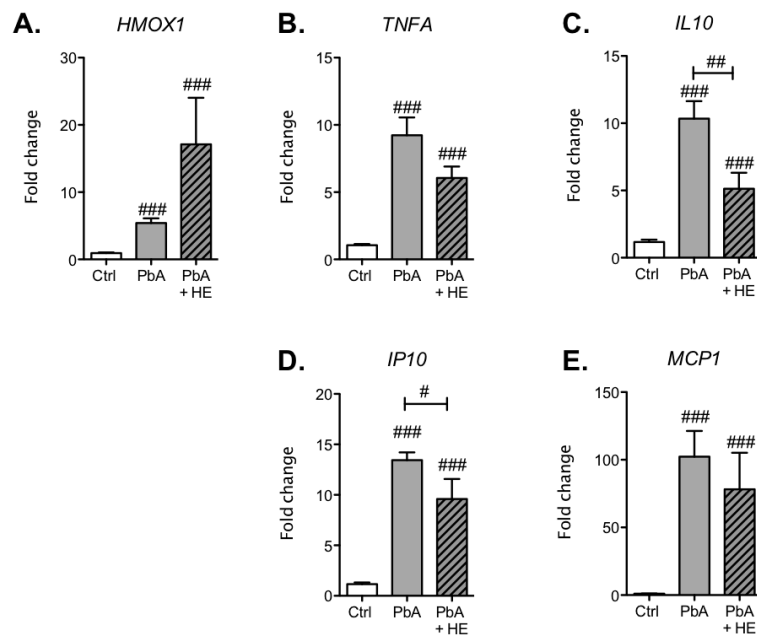 A. HMOX1
Fold change
30
20
10
0
###
###
Ctrl PbA PbA
+ HE
B. TNFA
Fold change
15
10
5
0
###
###
Ctrl PbA PbA
+ HE
C. IL10
Fold change
15
10
5
0
##
###
###
Ctrl PbA PbA
+ HE
D. IP10
Fold change
20
15
10
5
0
#
###
###
Ctrl PbA PbA
+ HE
E. MCP1
Fold change
150
100
50
0
###
###
Ctrl PbA PbA
+ HE